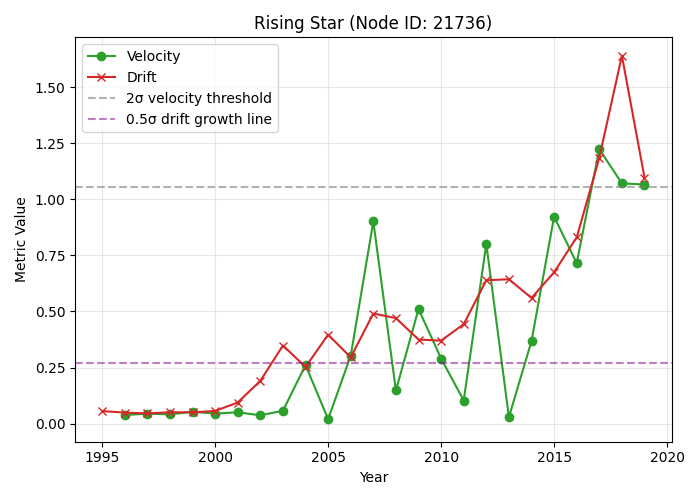 Rising Star (Node ID: 21736)
Velocity
Drift
2σ velocity threshold
0.5σ drift growth line
Metric Value
1.50
1.25
1.00
0.75
0.50
0.25
0.00
1995
2000
2005
2010
2015
2020
Year